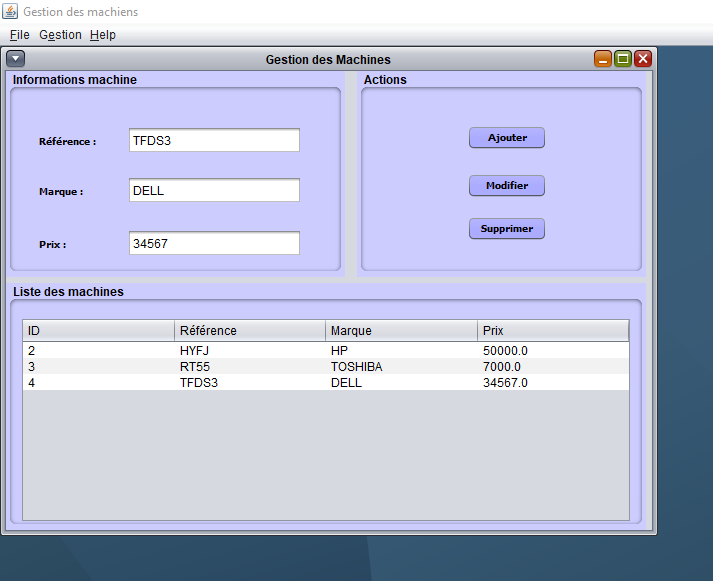 Gestion des machiens
File Gestion Help
Gestion des Machines
Informations machine
Référence : TFDS3
Marque : DELL
Prix : 34567
Actions
Ajouter
Modifier
Supprimer
Liste des machines
ID Référence Marque Prix
2 HYFJ HP 50000.0
3 RT55 TOSHIBA 7000.0
4 TFDS3 DELL 34567.0